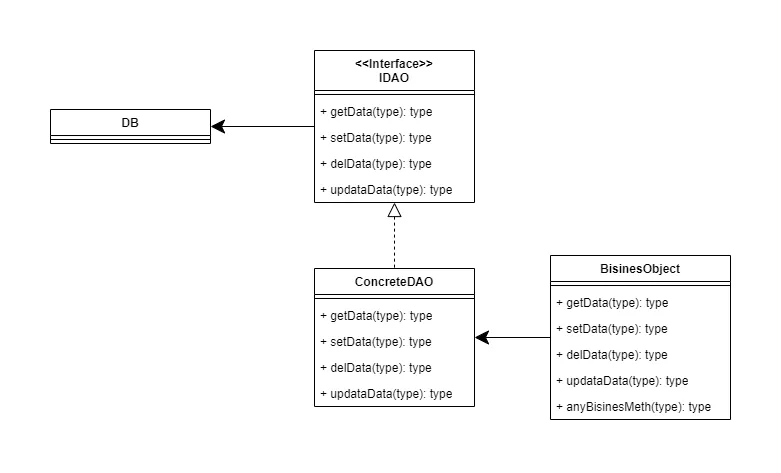 <<Interface>>
IDAO
+ getData(type): type
+ setData(type): type
+ delData(type): type
+ updataData(type): type
DB
ConcreteDAO
+ getData(type): type
+ setData(type): type
+ delData(type): type
+ updataData(type): type
BisinesObject
+ getData(type): type
+ setData(type): type
+ delData(type): type
+ updataData(type): type
+ anyBisinesMeth(type): type